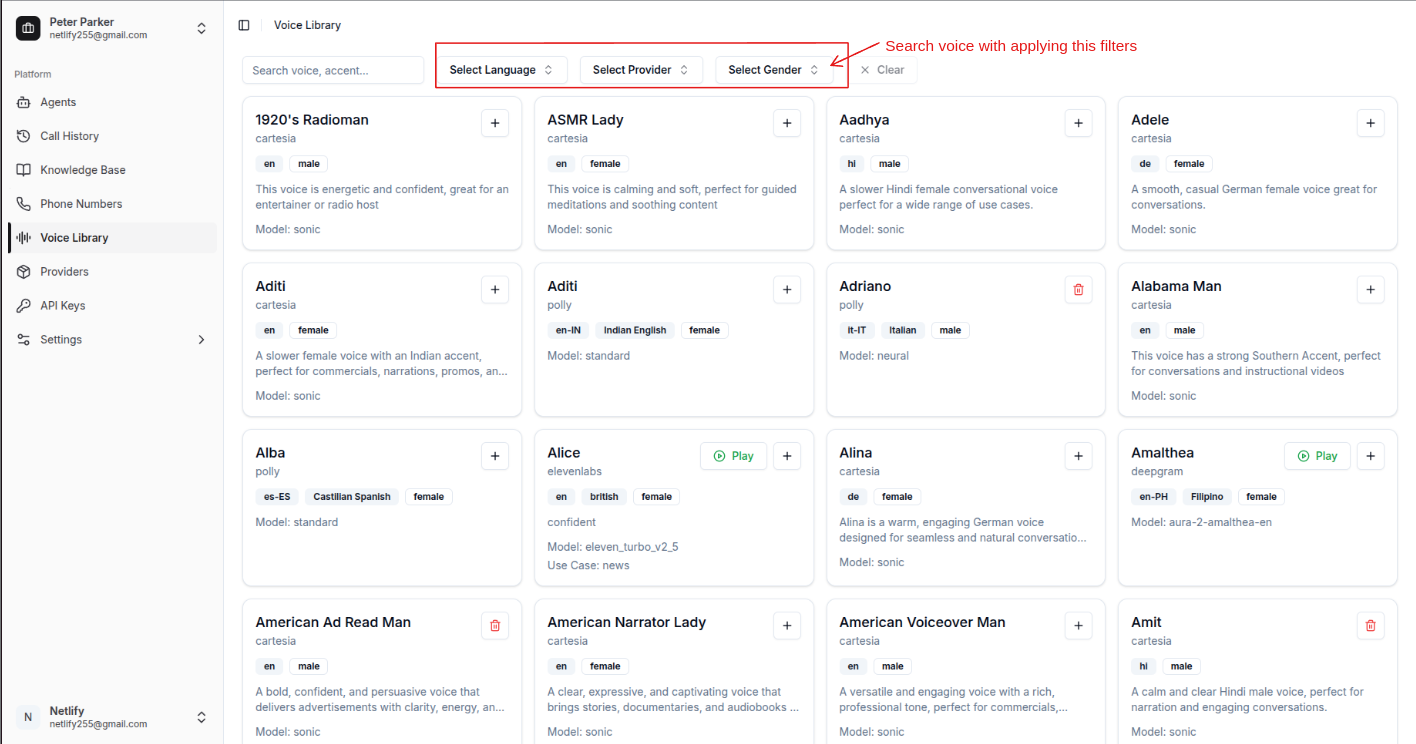 Peter Parker
netlify255@gmail.com
Platform
Agents
Call History
Knowledge Base
Phone Numbers
Voice Library
Providers
API Keys
Settings
N
Netlify
netlify255@gmail.com
Voice Library
Search voice with applying this filters
Search voice, accent...
Select Language
Select Provider
Select Gender
Clear
1920's Radioman
cartesia
en male
This voice is energetic and confident, great for an
entertainer or radio host
Model: sonic
ASMR Lady
cartesia
en female
This voice is calming and soft, perfect for guided
meditations and soothing content
Model: sonic
Aadhya
cartesia
hi male
A slower Hindi female conversational voice
perfect for a wide range of use cases.
Model: sonic
Adele
cartesia
de female
A smooth, casual German female voice great for
conversations.
Model: sonic
Aditi
cartesia
en female
A slower female voice with an Indian accent,
perfect for commercials, narrations, promos, an...
Model: sonic
Aditi
polly
en-IN Indian English female
Model: standard
Adriano
polly
it-IT Italian male
Model: neural
Alabama Man
cartesia
en male
This voice has a strong Southern Accent, perfect
for conversations and instructional videos
Model: sonic
Alba
polly
es-ES Castilian Spanish female
Model: standard
Alice
Play
elevenlabs
en british female
confident
Model: eleven_turbo_v2_5
Use Case: news
Alina
cartesia
de female
Alina is a warm, engaging German voice
designed for seamless and natural conversatio...
Model: sonic
Amalthea
Play
deepgram
en-PH Filipino female
Model: aura-2-amalthea-en
American Ad Read Man
cartesia
en male
A bold, confident, and persuasive voice that
delivers advertisements with clarity, energy, an...
Model: sonic
American Narrator Lady
cartesia
en female
A clear, expressive, and captivating voice that
brings stories, documentaries, and audiobooks ...
Model: sonic
American Voiceover Man
cartesia
en male
A versatile and engaging voice with a rich,
professional tone, perfect for commercials,...
Model: sonic
Amit
cartesia
hi male
A calm and clear Hindi male voice, perfect for
narration and engaging conversations.
Model: sonic